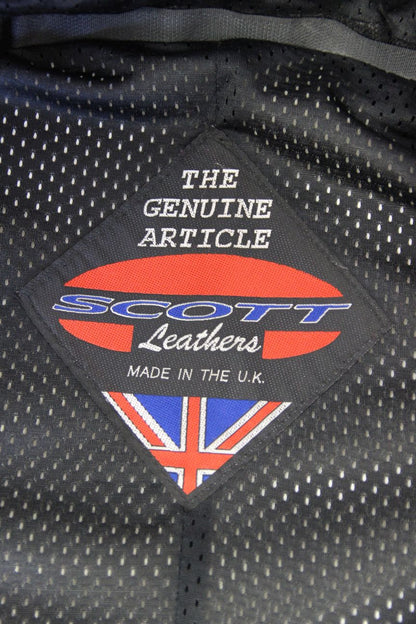 THE
GENUINE
ARTICLE
SCOTT
Leathers
MADE IN THE U.K.